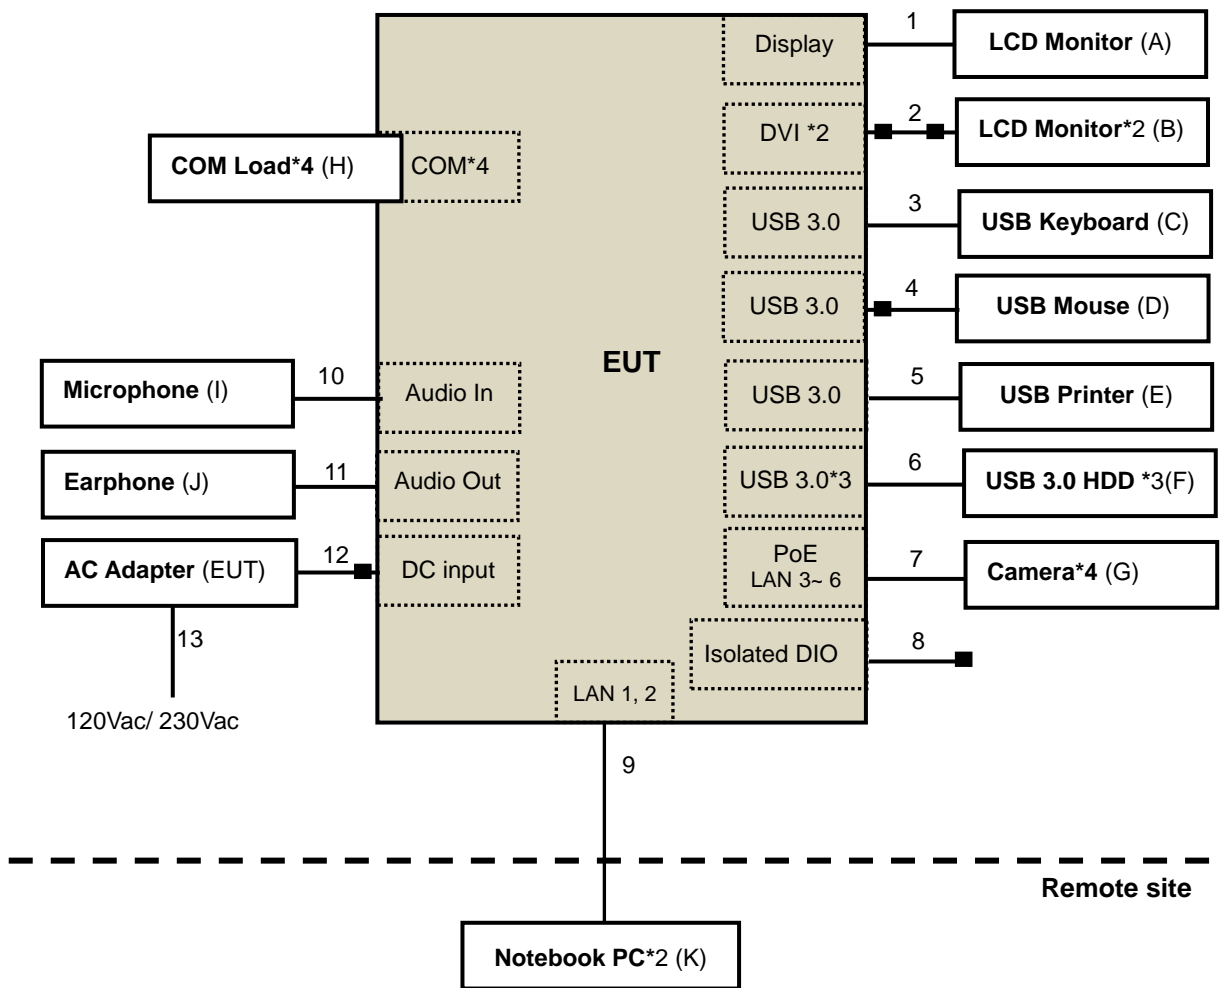 1
Display
LCD Monitor (A)
2
DVI *2
LCD Monitor*2 (B)
COM Load*4 (H)
COM*4
3
USB 3.0
USB Keyboard (C)
4
USB 3.0
USB Mouse (D)
EUT
10
Microphone (I)
Audio In
5
USB 3.0
USB Printer (E)
11
Earphone (J)
Audio Out
6
USB 3.0*3
USB 3.0 HDD *3(F)
12
AC Adapter (EUT)
DC input
7
PoE
LAN 3~ 6
Camera*4 (G)
13
8
Isolated DIO
LAN 1, 2
120Vac/ 230Vac
9
Remote site
Notebook PC*2 (K)